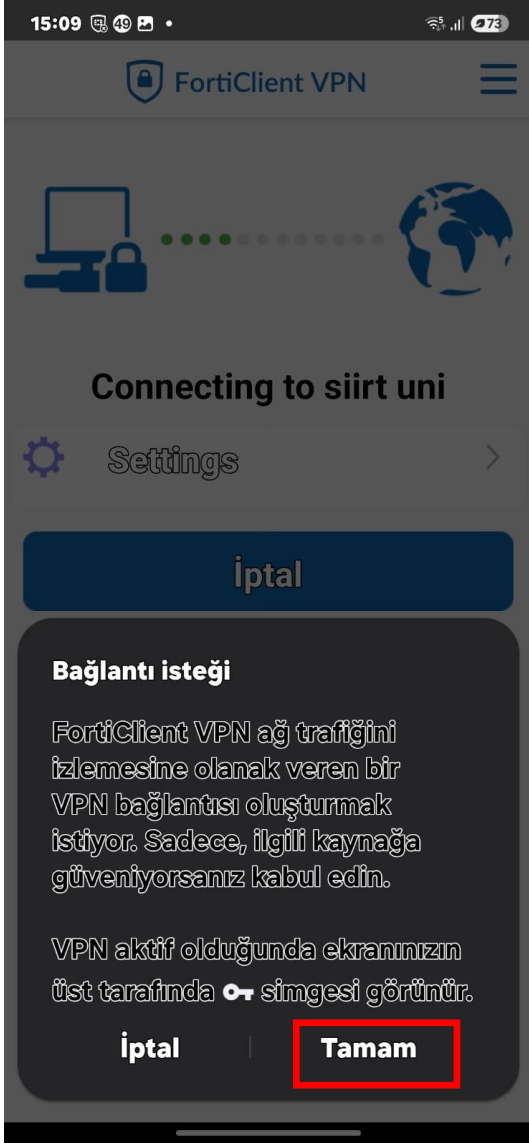 15:09 49 73
FortiClient VPN
Connecting to siirt uni
Settings
İptal
Bağlantı isteği
FortiClient VPN ağ trafiğini
izlemesine olanak veren bir
VPN bağlantısı oluşturmak
istiyor. Sadece, ilgili kaynağa
güveniyorsanız kabul edin.
VPN aktif olduğunda ekranınızın
üst tarafında simgesi görünür.
İptal Tamam